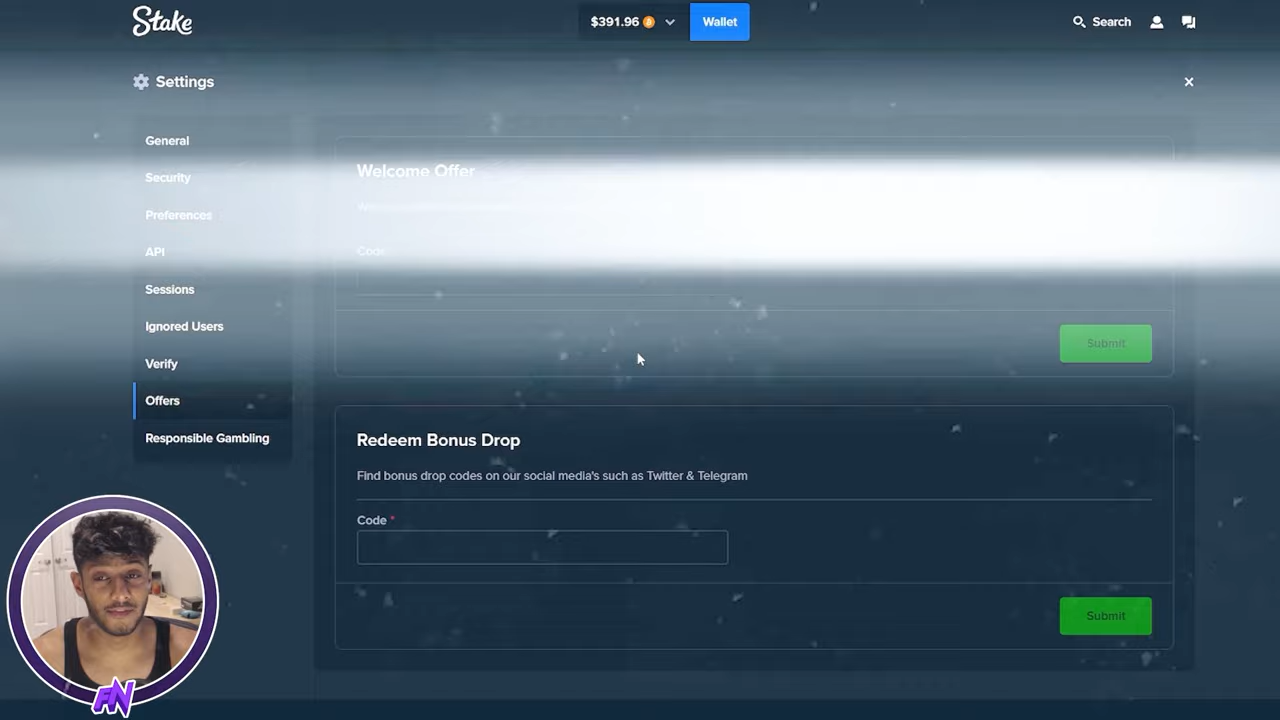 Stake
$391.96
Wallet
Search
Settings
General
Security
Preferences
API
Sessions
Ignored Users
Verify
Offers
Responsible Gambling
Welcome Offer
Code
Submit
Redeem Bonus Drop
Find bonus drop codes on our social media's such as Twitter & Telegram
Code *
Submit
FN